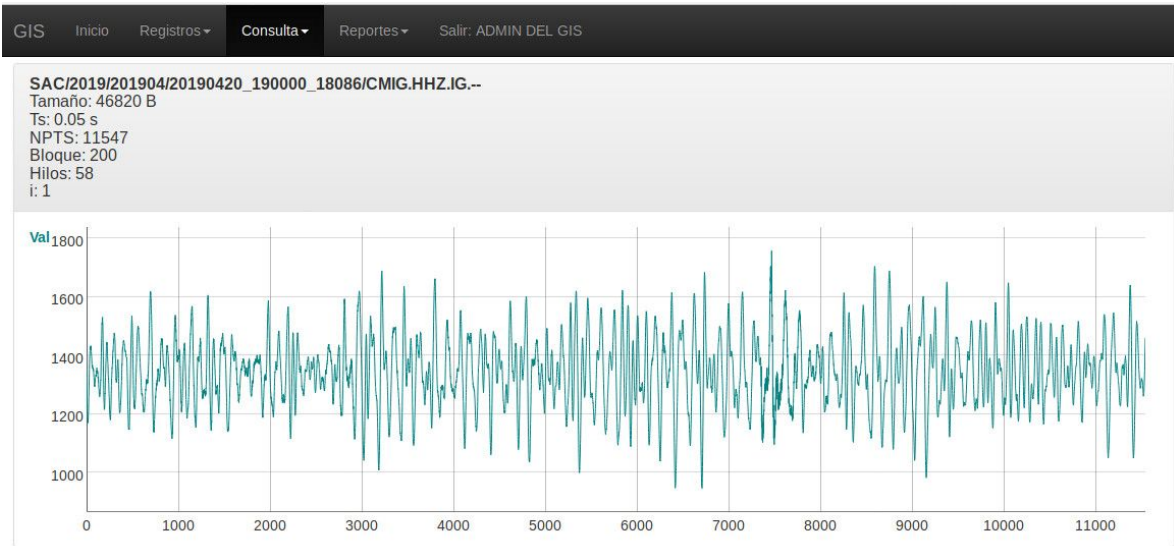 GIS Inicio Registros Consulta Reportes Salir: ADMIN DEL GIS
SAC/2019/201904/20190420_190000_18086/CMIG.HHZ.IG.--
Tamaño: 46820 B
Ts: 0.05 s
NPTS: 11547
Bloque: 200
Hilos: 58
i: 1
Val
1800
1600
1400
1200
1000
0 1000 2000 3000 4000 5000 6000 7000 8000 9000 10000 11000